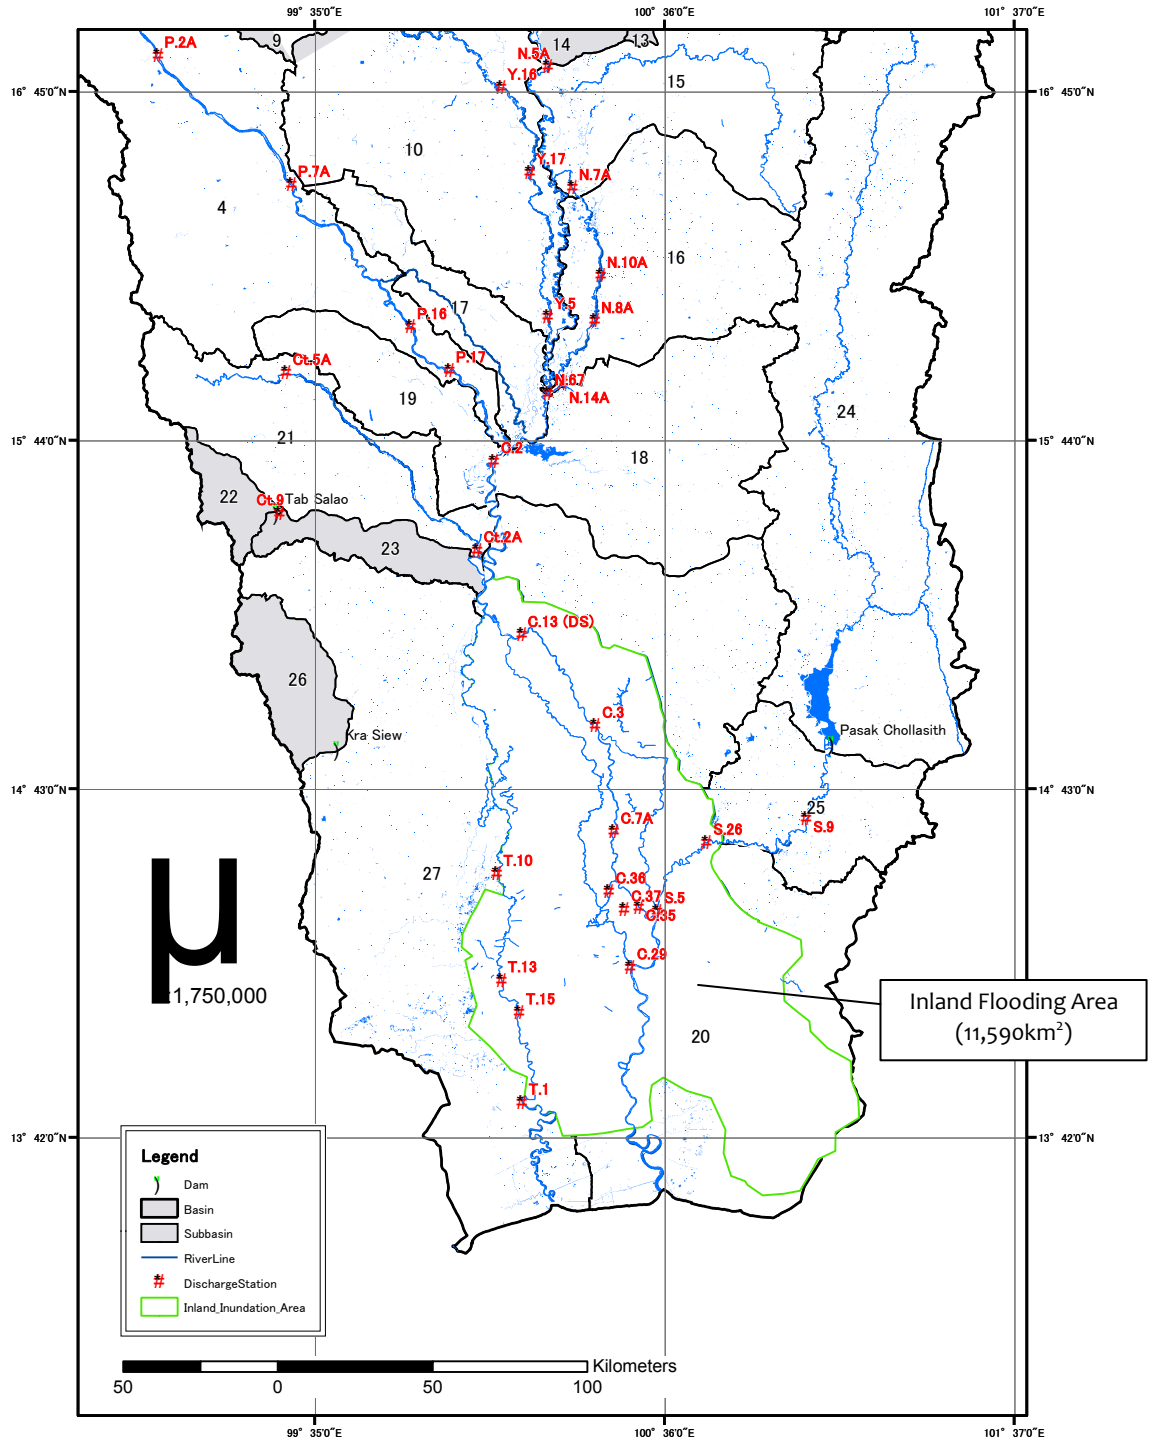 99° 35'0"E
100° 36'0"E
101° 37'0"E
P.2A
9
14
13
N.5A
Y.16
15
16° 45'0"N
16° 45'0"N
10
Y.17
N.7A
P.7A
4
16
N.10A
17
Y.5
N.8A
P.16
P.17
Ct.5A
N.67
N.14A
19
24
15° 44'0"N
15° 44'0"N
21
C.2
18
22
Ct.9
Tab Salao
23
Ct.2A
C.13 (DS)
26
C.3
Kra Siew
Pasak Chollasith
14° 43'0"N
14° 43'0"N
25
C.7A
S.26
S.9
T.10
27
C.36
C.37
S.5
C.35
C.29
T.13
µ
1,750,000
T.15
Inland Flooding Area
(11,590km²)
20
T.1
13° 42'0"N
13° 42'0"N
Legend
Dam
Basin
Subbasin
RiverLine
DischargeStation
Inland_Inundation_Area
Kilometers
50 0 50 100
99° 35'0"E
100° 36'0"E
101° 37'0"E